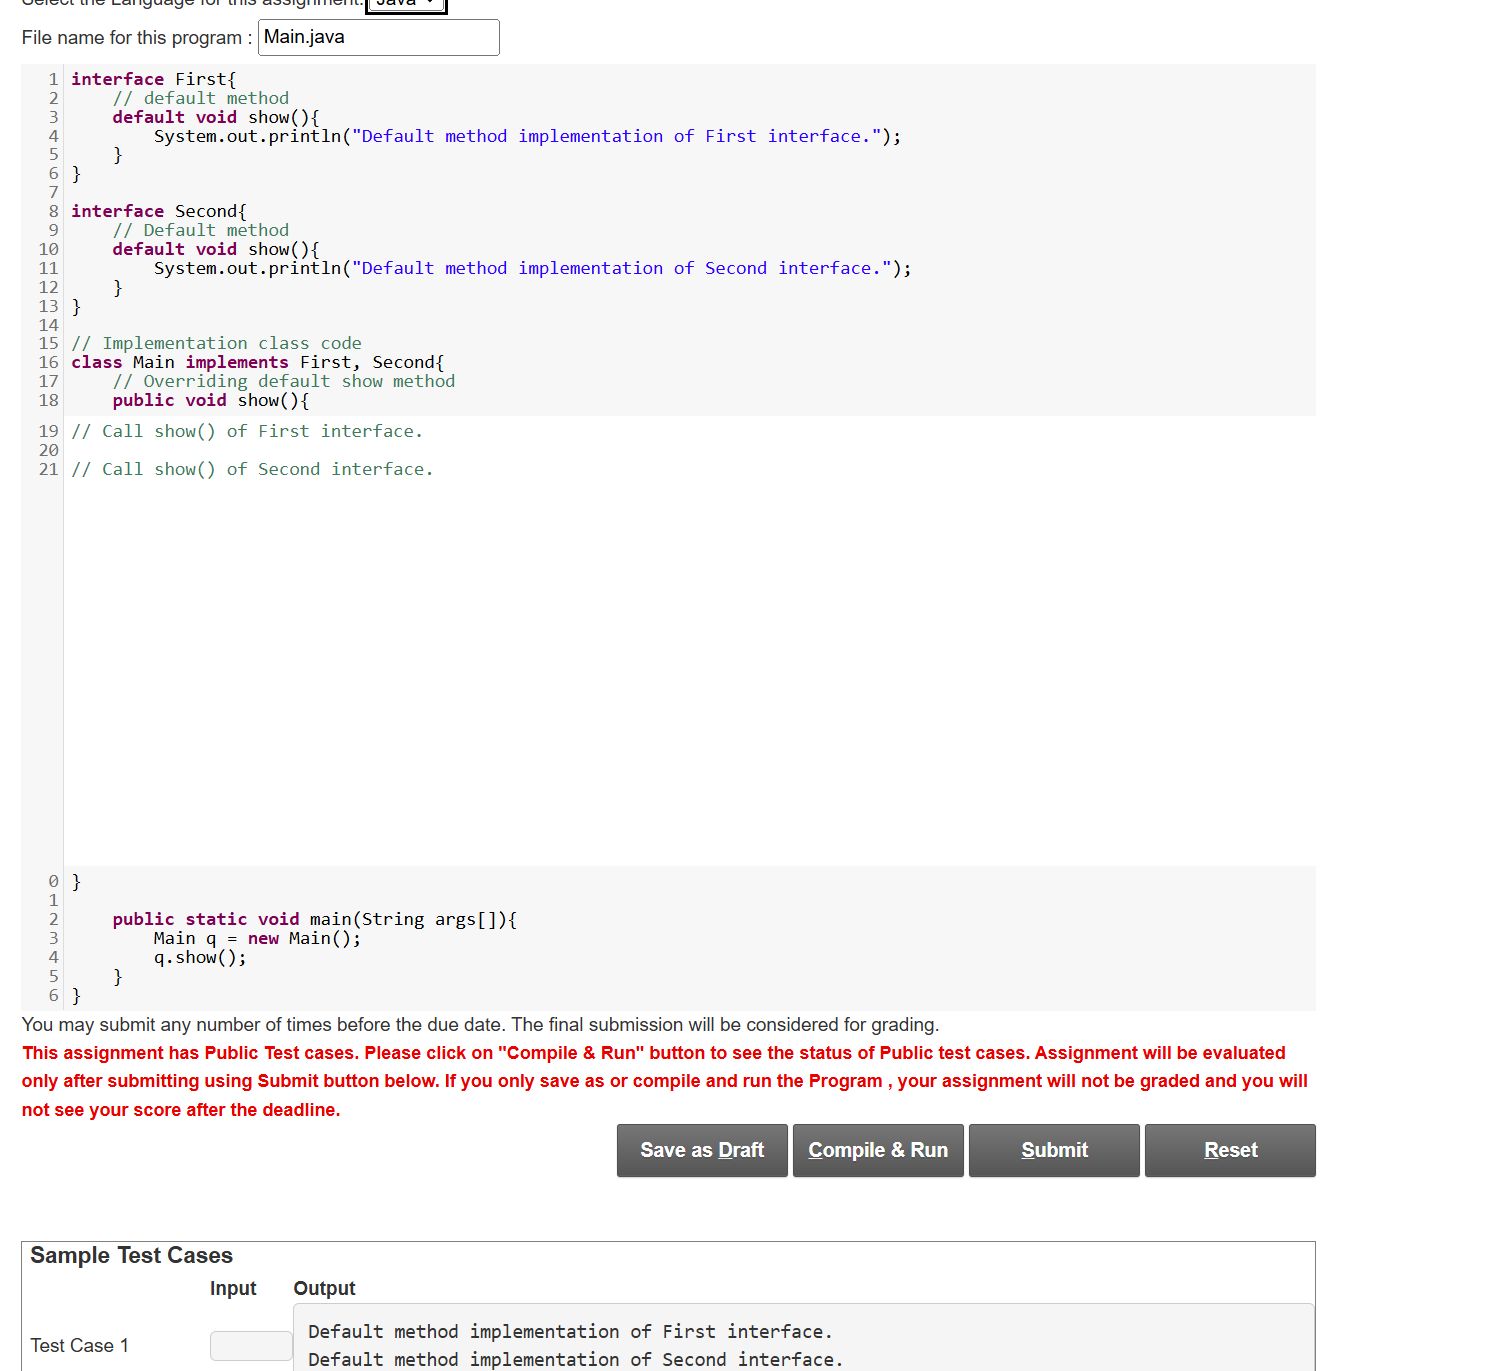 Select the Language for this assignment. Java
File name for this program : Main.java
1 interface First{
2 // default method
3 default void show(){
4 System.out.println("Default method implementation of First interface.");
5 }
6 }
7
8 interface Second{
9 // Default method
10 default void show(){
11 System.out.println("Default method implementation of Second interface.");
12 }
13 }
14
15 // Implementation class code
16 class Main implements First, Second{
17 // Overriding default show method
18 public void show(){
19 // Call show() of First interface.
20
21 // Call show() of Second interface.
0 }
1
2 public static void main(String args[]){
3 Main q = new Main();
4 q.show();
5 }
6 }
You may submit any number of times before the due date. The final submission will be considered for grading.
This assignment has Public Test cases. Please click on "Compile & Run" button to see the status of Public test cases. Assignment will be evaluated
only after submitting using Submit button below. If you only save as or compile and run the Program , your assignment will not be graded and you will
not see your score after the deadline.
Save as Draft Compile & Run Submit Reset
Sample Test Cases
Input Output
Default method implementation of First interface.
Test Case 1
Default method implementation of Second interface.